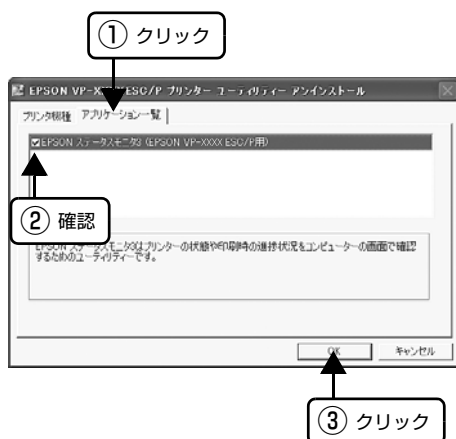 ① クリック
EPSON VP-XXXX ESC/P プリンター ユーティリティー アンインストール
プリンタ機種 アプリケーション一覧
EPSON ステータスモニタ3 (EPSON VP-XXXX ESC/P用)
② 確認
EPSON ステータスモニタ3はプリンターの状態や印刷時の進捗状況をコンピューターの画面で確認
するためのユーティリティーです。
OK キャンセル
③ クリック